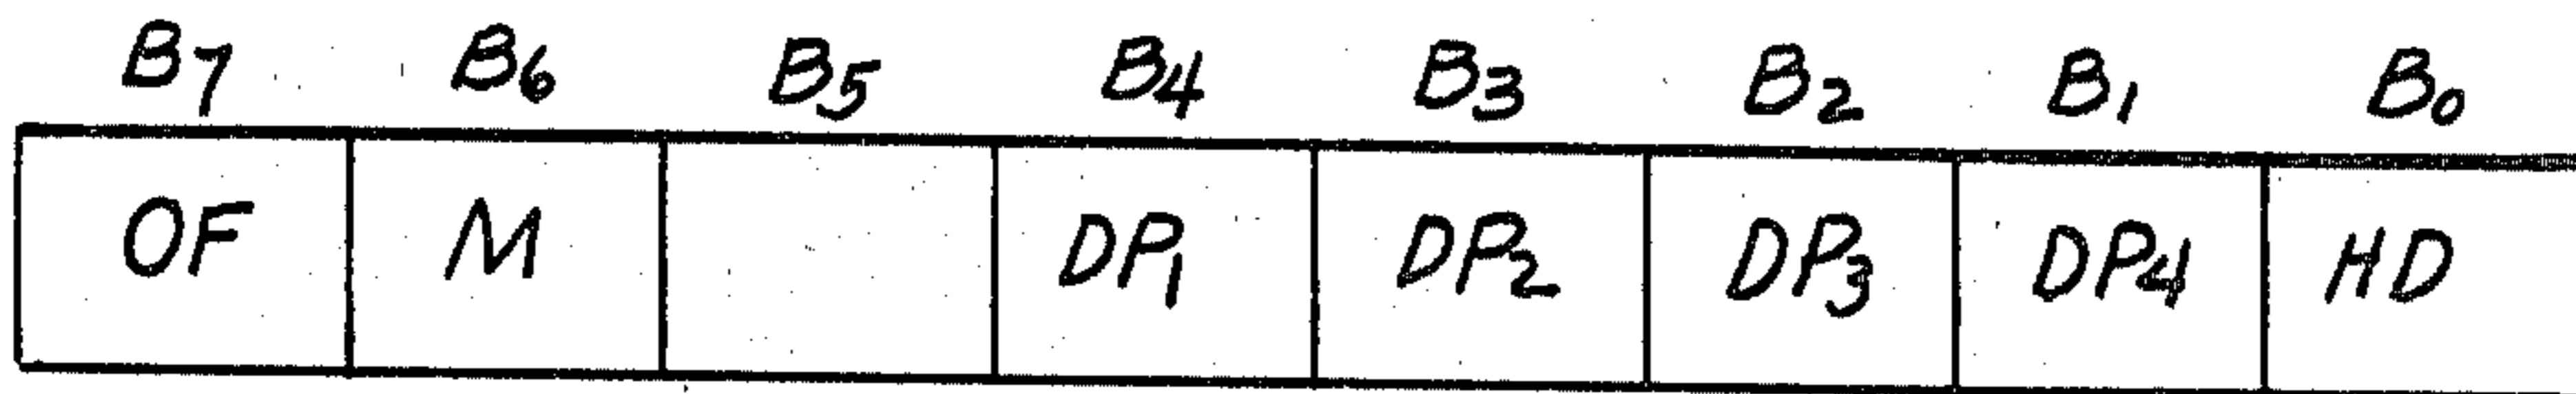 B7 B6 B5 B4 B3 B2 B1 B0
OF M DP1 DP2 DP3 DP4 HD